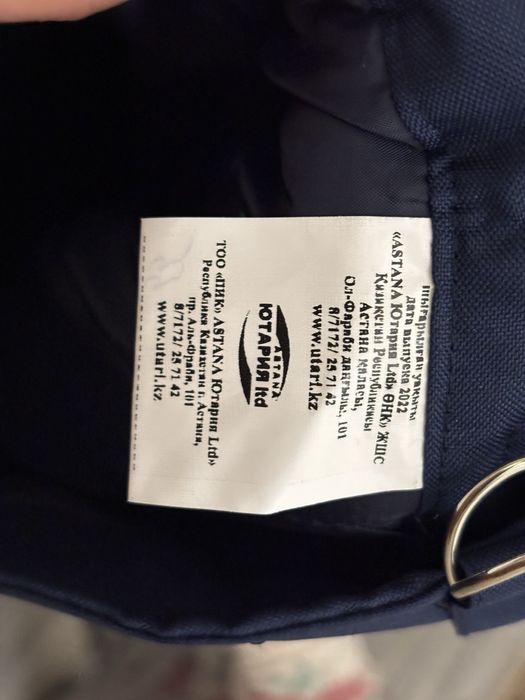 шығарылған уақыты
дата выпуска 2022
«ASTANA Ютария Ltd» ӨНК» ЖШС
Қазақстан Республикасы
Астана қаласы,
Әл-Фараби даңғылы, 101
8/7172/ 25 71 42
www.utari.kz
ASTANA
ЮТАРИЯ ltd
ТОО «ПИК» ASTANA Ютария Ltd»
Республика Казахстан г. Астана,
пр. Аль-Фраби, 101
8/7172/ 25 71 42
www.utari.kz